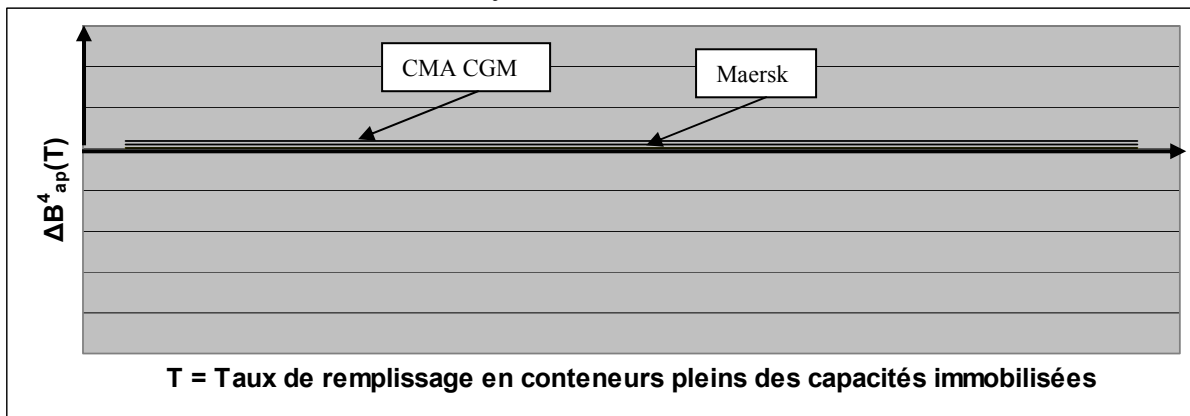 CMA CGM
Maersk
ΔB⁴ap(T)
T = Taux de remplissage en conteneurs pleins des capacités immobilisées